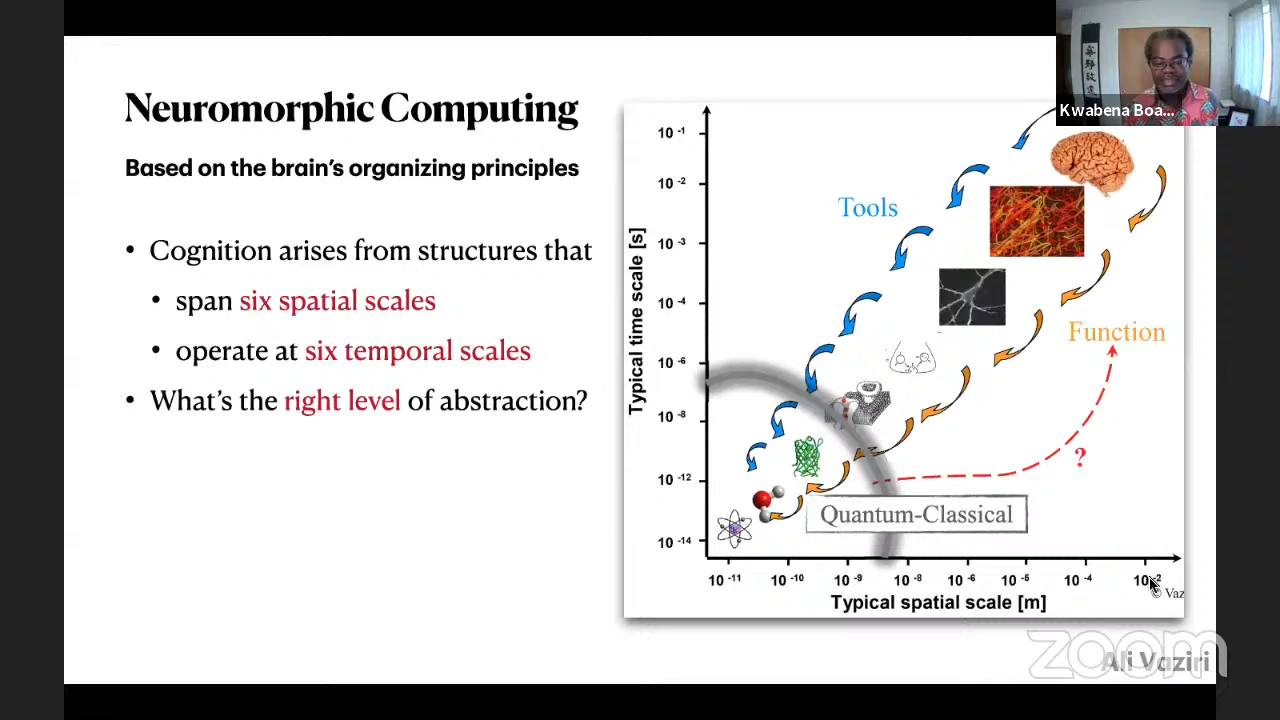 Neuromorphic Computing
Based on the brain's organizing principles
• Cognition arises from structures that
• span six spatial scales
• operate at six temporal scales
• What's the right level of abstraction?
Kwabena Boa...
Typical time scale [s]
10 -1
10 -2
10 -3
10 -4
10 -6
10 -8
10 -12
10 -14
Tools
Function
?
Quantum-Classical
10 -11
10 -10
10 -9
10 -8
10 -6
10 -5
10 -4
10 -2
Typical spatial scale [m]
© Vaz
zoom
Ali Vaziri